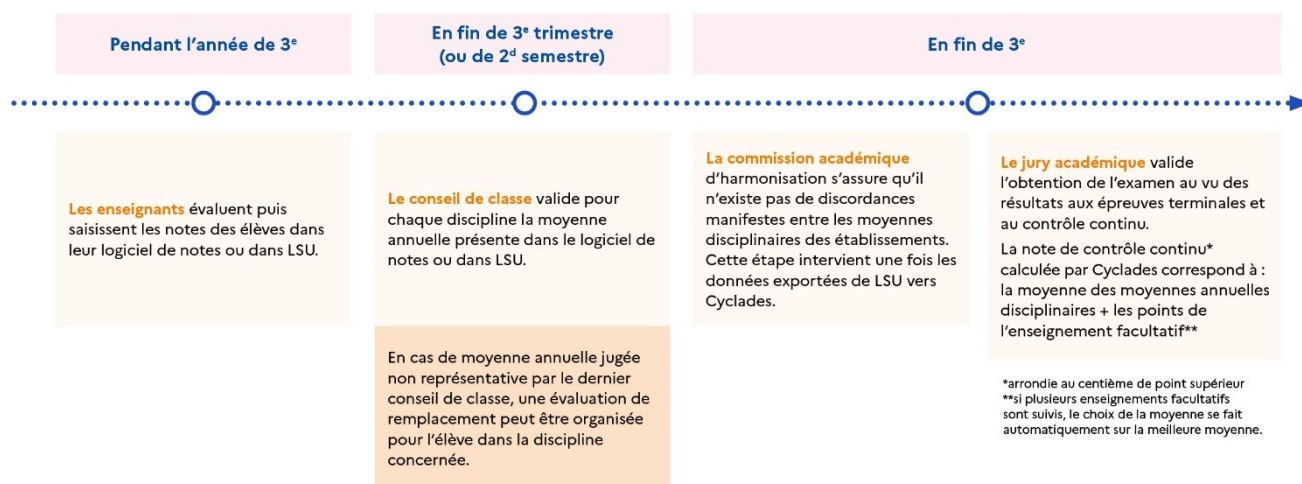 Pendant l'année de 3ᵉ
En fin de 3ᵉ trimestre
(ou de 2ᵈ semestre)
En fin de 3ᵉ
Les enseignants évaluent puis
saisissent les notes des élèves dans
leur logiciel de notes ou dans LSU.
Le conseil de classe valide pour
chaque discipline la moyenne
annuelle présente dans le logiciel de
notes ou dans LSU.
En cas de moyenne annuelle jugée
non représentative par le dernier
conseil de classe, une évaluation de
remplacement peut être organisée
pour l'élève dans la discipline
concernée.
La commission académique
d'harmonisation s'assure qu'il
n'existe pas de discordances
manifestes entre les moyennes
disciplinaires des établissements.
Cette étape intervient une fois les
données exportées de LSU vers
Cyclades.
Le jury académique valide
l'obtention de l'examen au vu des
résultats aux épreuves terminales et
au contrôle continu.
La note de contrôle continu*
calculée par Cyclades correspond à :
la moyenne des moyennes annuelles
disciplinaires + les points de
l'enseignement facultatif**
*arrondie au centième de point supérieur
**si plusieurs enseignements facultatifs
sont suivis, le choix de la moyenne se fait
automatiquement sur la meilleure moyenne.